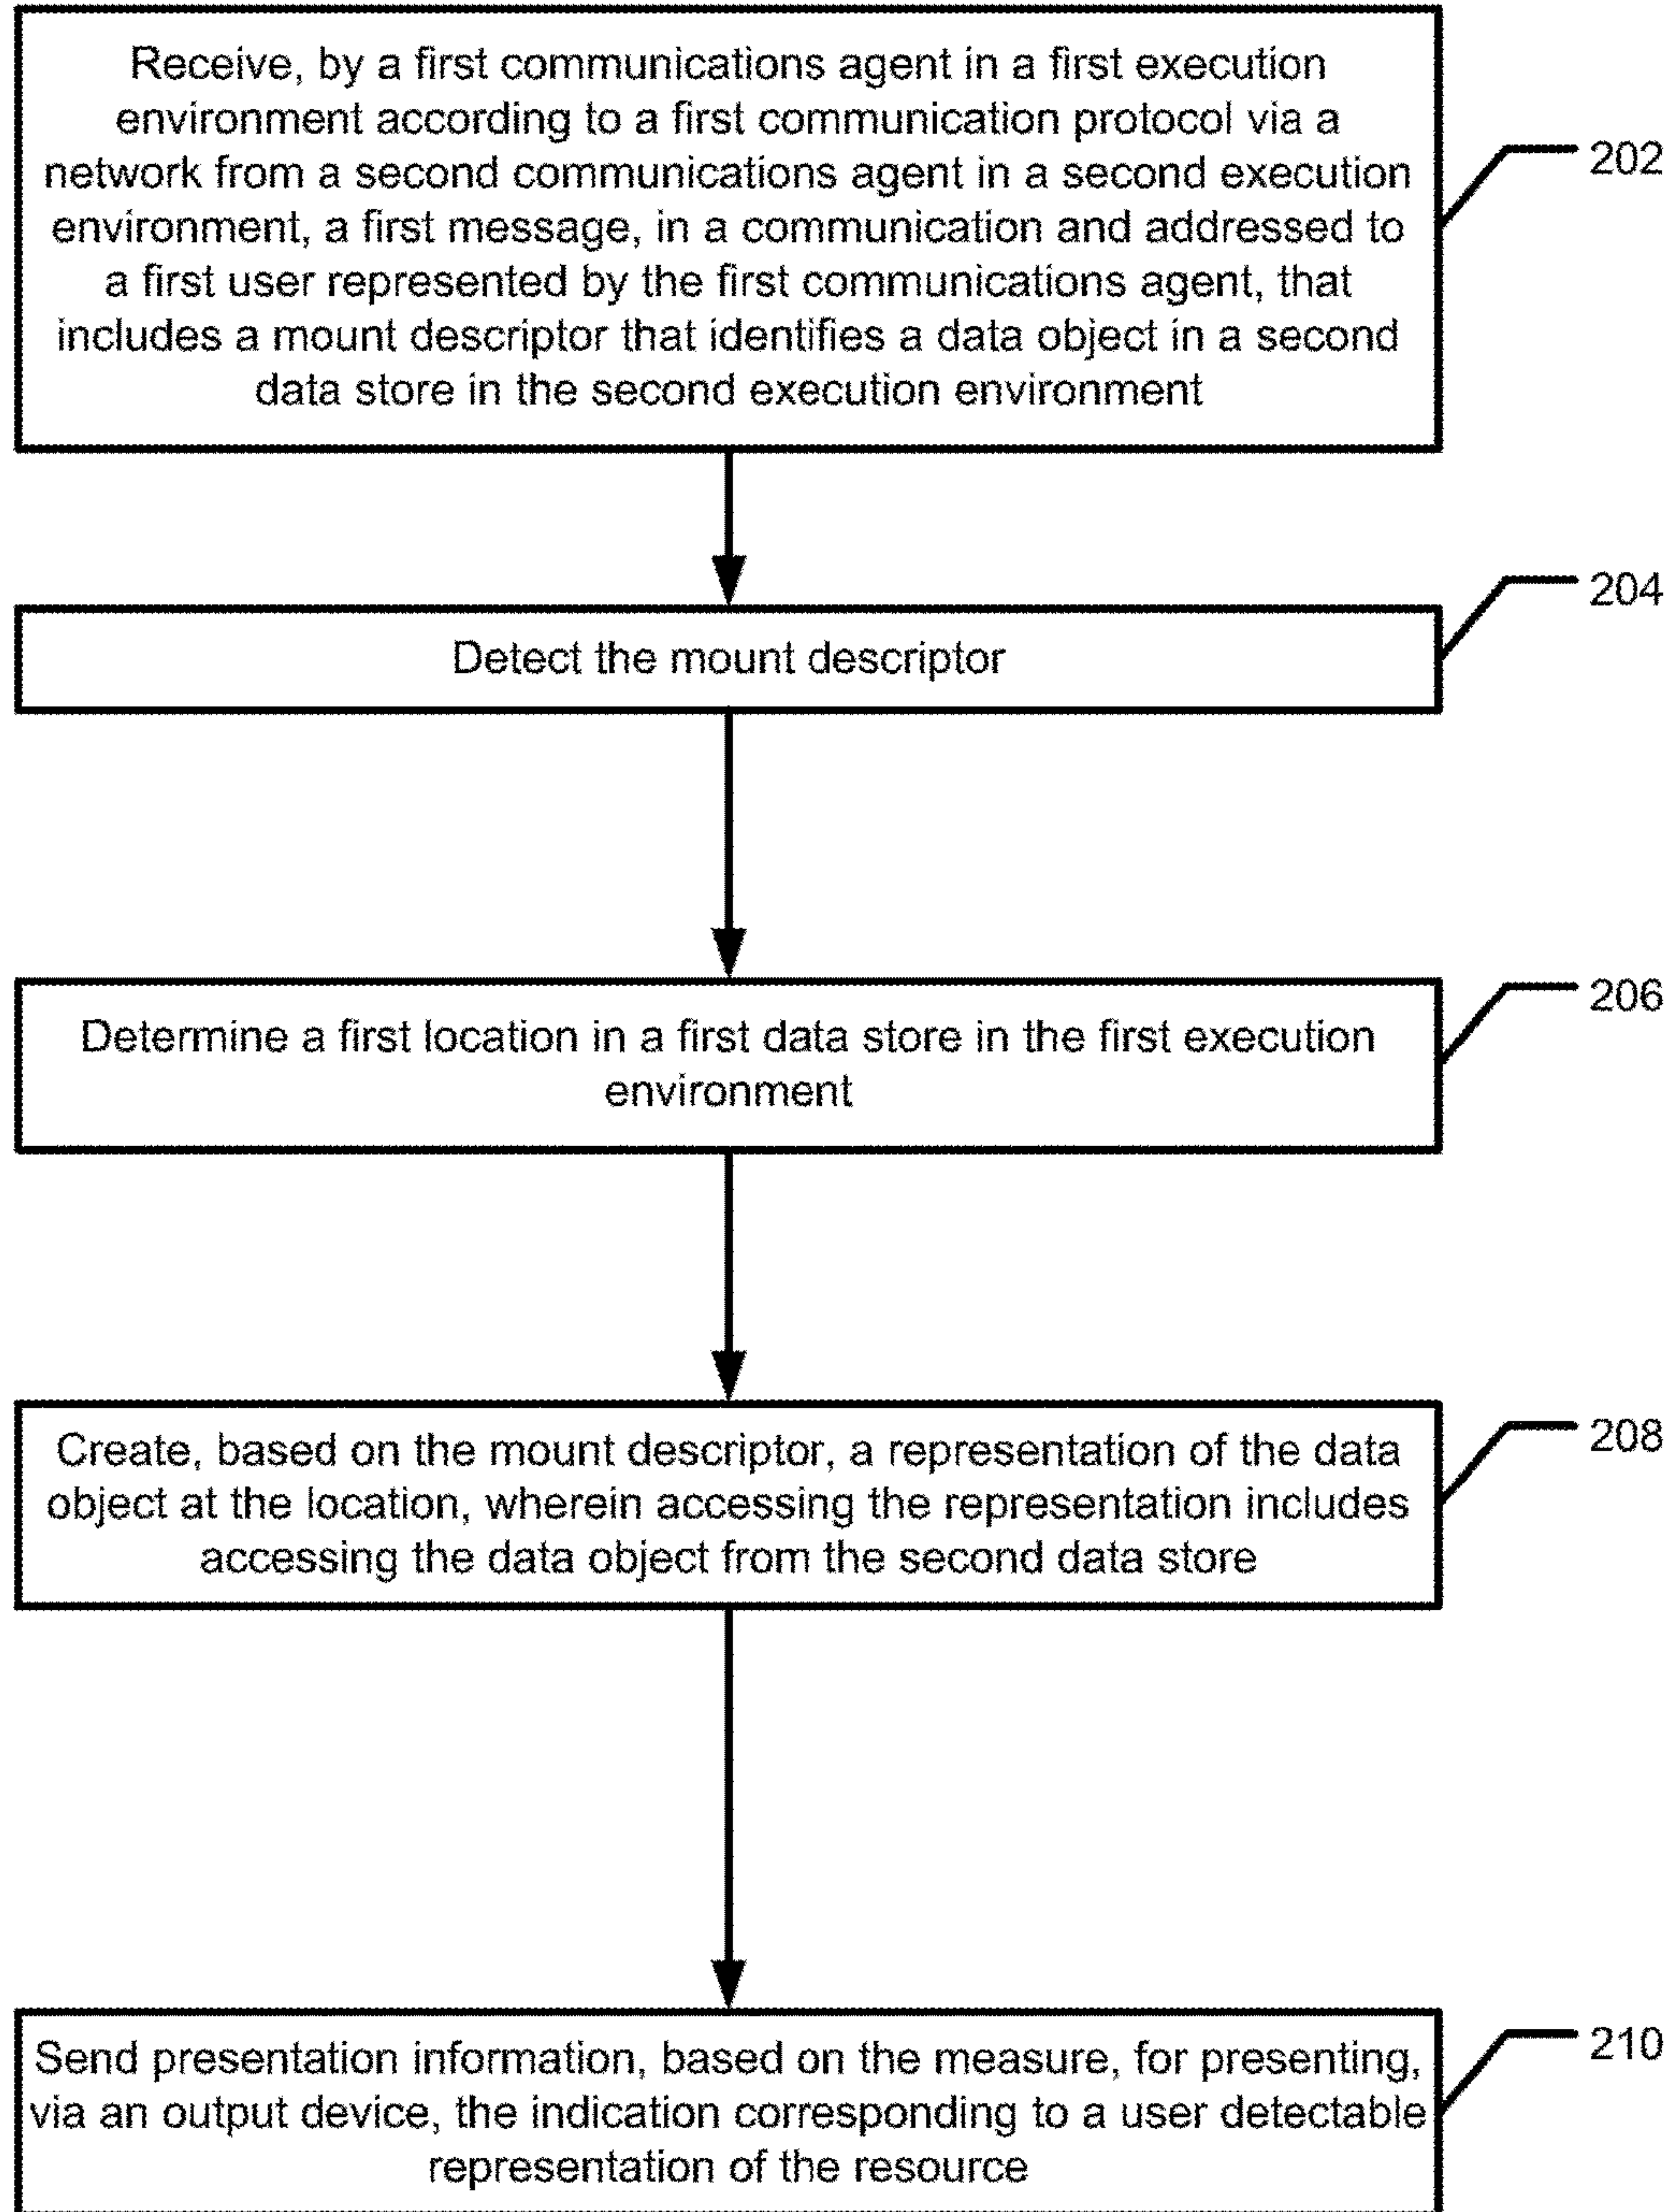 Receive, by a first communications agent in a first execution
environment according to a first communication protocol via a
network from a second communications agent in a second execution
environment, a first message, in a communication and addressed to
a first user represented by the first communications agent, that
includes a mount descriptor that identifies a data object in a second
data store in the second execution environment
202
Detect the mount descriptor
204
Determine a first location in a first data store in the first execution
environment
206
Create, based on the mount descriptor, a representation of the data
object at the location, wherein accessing the representation includes
accessing the data object from the second data store
208
Send presentation information, based on the measure, for presenting,
via an output device, the indication corresponding to a user detectable
representation of the resource
210